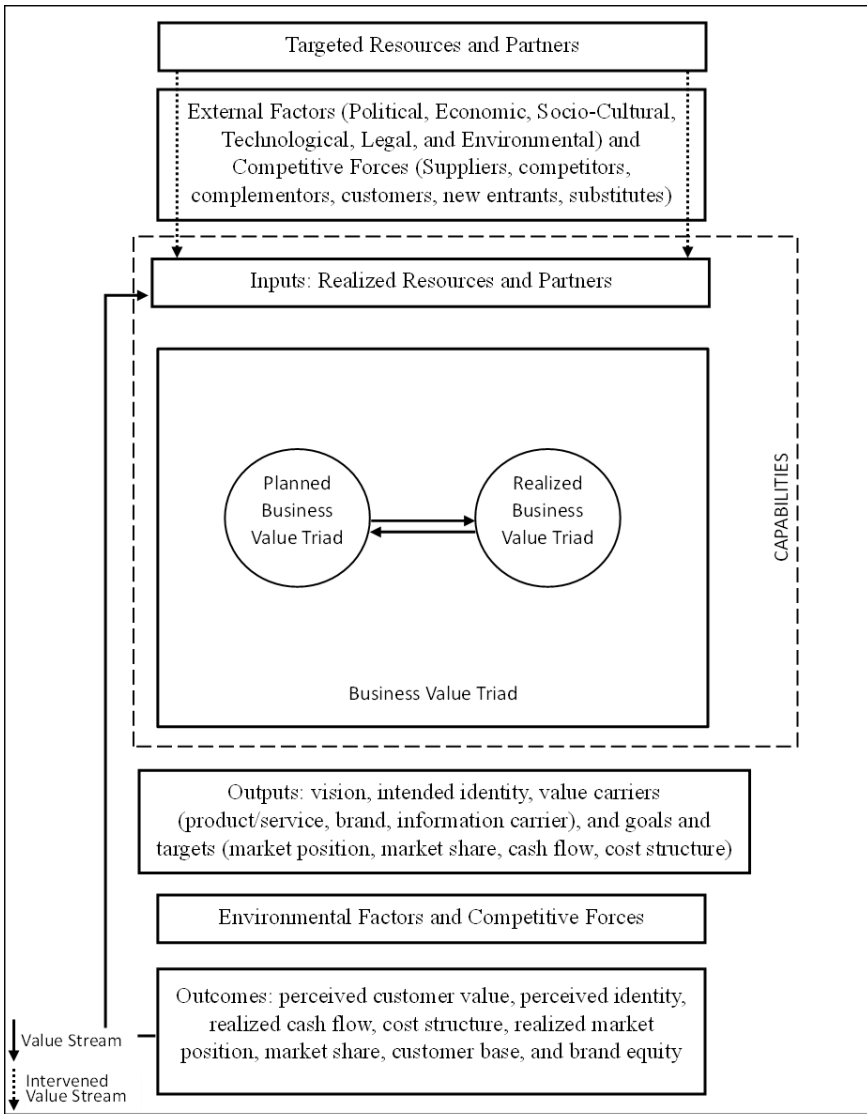 Targeted Resources and Partners
External Factors (Political, Economic, Socio-Cultural,
Technological, Legal, and Environmental) and
Competitive Forces (Suppliers, competitors,
complementors, customers, new entrants, substitutes)
Inputs: Realized Resources and Partners
Planned
Business
Value Triad
Realized
Business
Value Triad
CAPABILITIES
Business Value Triad
Outputs: vision, intended identity, value carriers
(product/service, brand, information carrier), and goals and
targets (market position, market share, cash flow, cost structure)
Environmental Factors and Competitive Forces
Outcomes: perceived customer value, perceived identity,
realized cash flow, cost structure, realized market
position, market share, customer base, and brand equity
Value Stream
Intervened
Value Stream